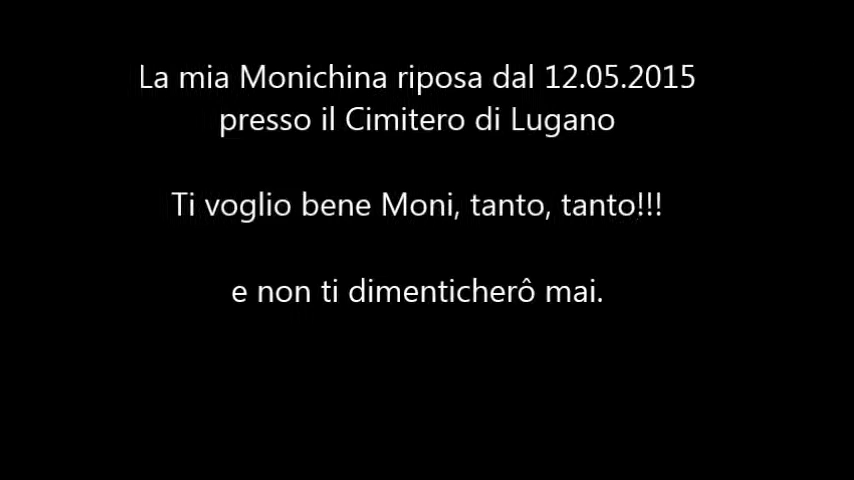 La mia Monichina riposa dal 12.05.2015
presso il Cimitero di Lugano
Ti voglio bene Moni, tanto, tanto!!!
e non ti dimenticherô mai.